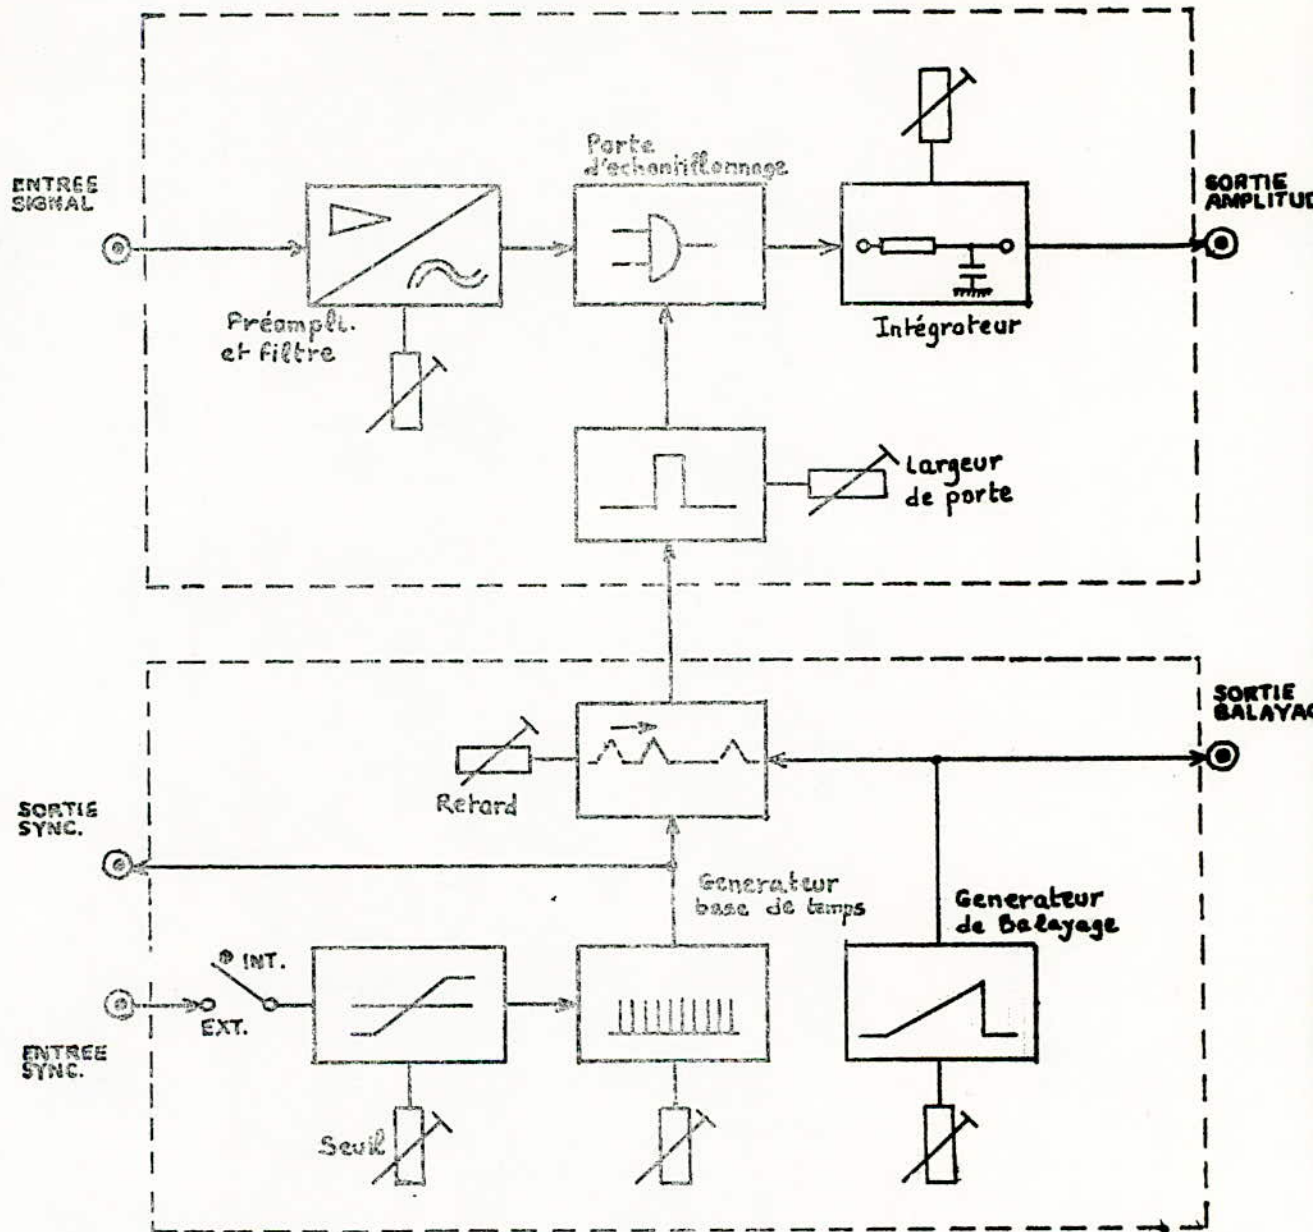 Porte
d'echantillonnage
ENTREE
SIGNAL
SORTIE
AMPLITUD
Préampli.
et filtre
Intégrateur
Largeur
de porte
SORTIE
BALAYAG
Retard
SORTIE
SYNC.
Generateur
base de temps
Generateur
de Balayage
INT.
EXT.
ENTREE
SYNC.
Seuil